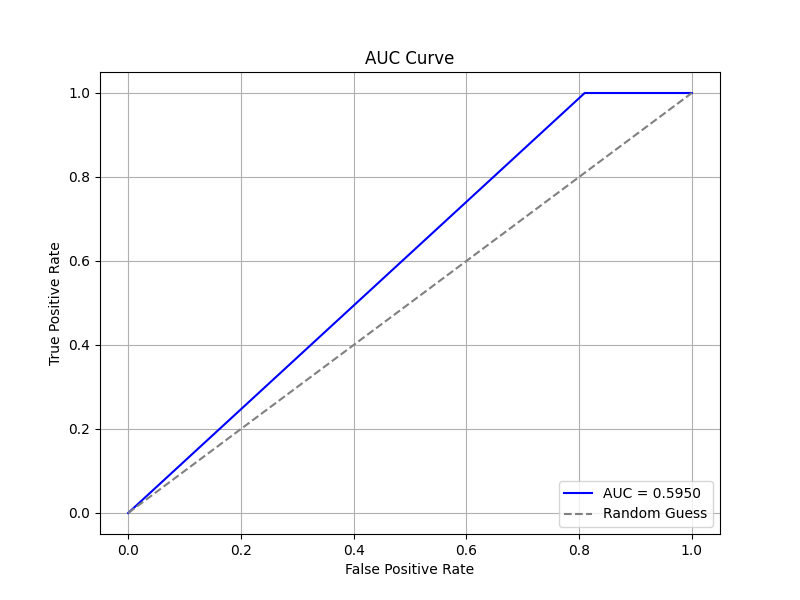 AUC Curve
True Positive Rate
1.0
0.8
0.6
0.4
0.2
0.0
0.0 0.2 0.4 0.6 0.8 1.0
False Positive Rate
AUC = 0.5950
Random Guess